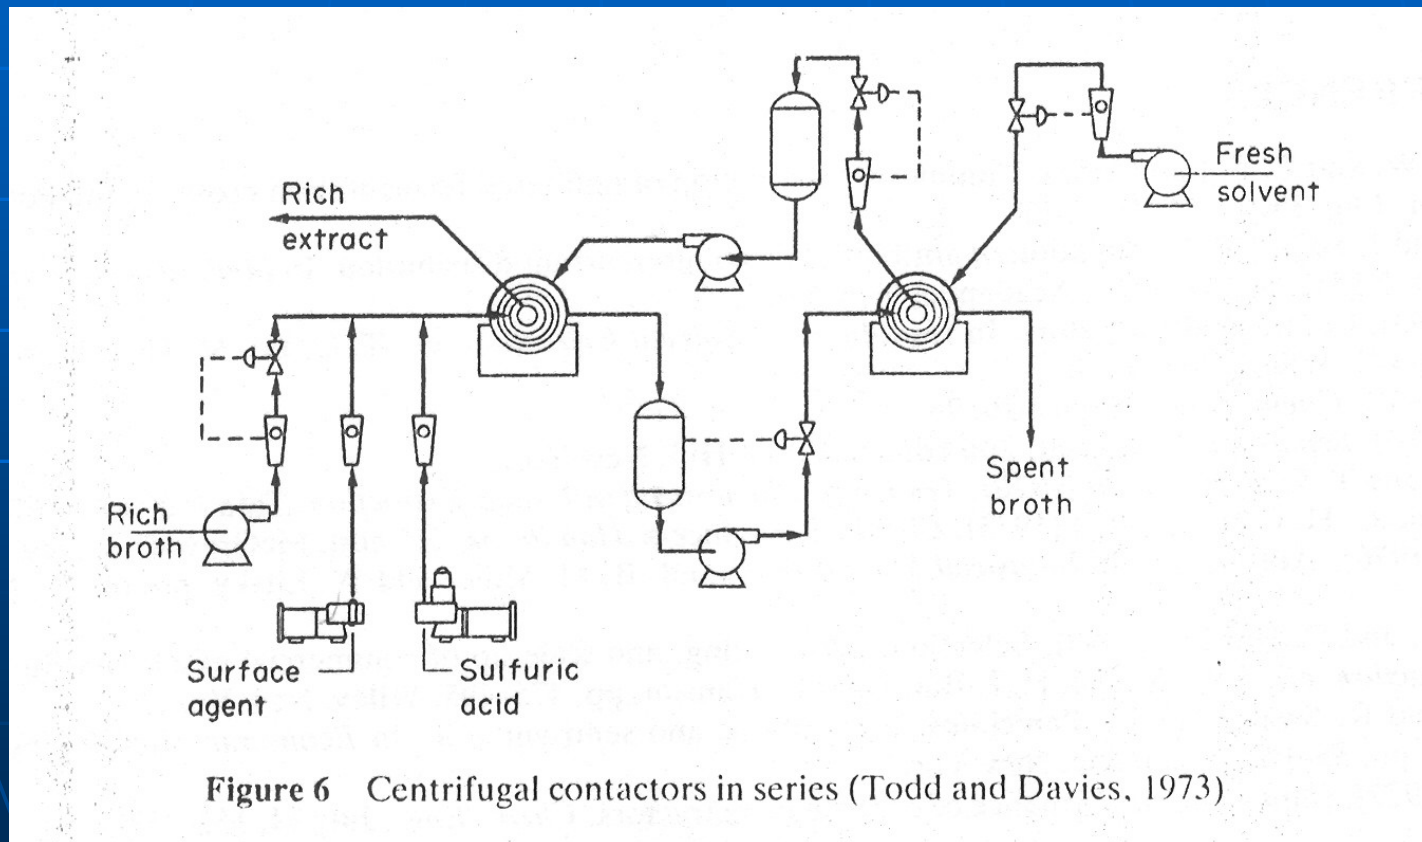 Rich
extract
Fresh
solvent
Rich
broth
Spent
broth
Surface
agent
Sulfuric
acid
Figure 6 Centrifugal contactors in series (Todd and Davies, 1973)